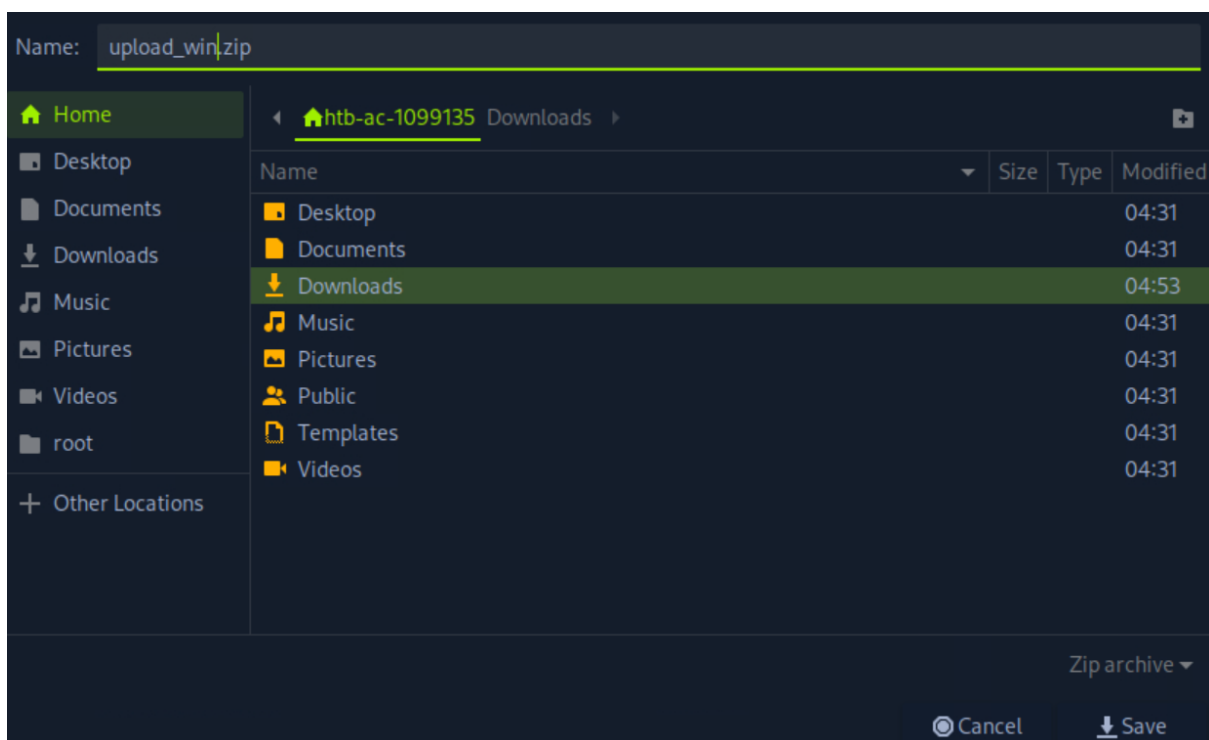 Name: upload_win.zip
Home
Desktop
Documents
Downloads
Music
Pictures
Videos
root
Other Locations
htb-ac-1099135 Downloads
Name Size Type Modified
Desktop 04:31
Documents 04:31
Downloads 04:53
Music 04:31
Pictures 04:31
Public 04:31
Templates 04:31
Videos 04:31
Zip archive
Cancel Save